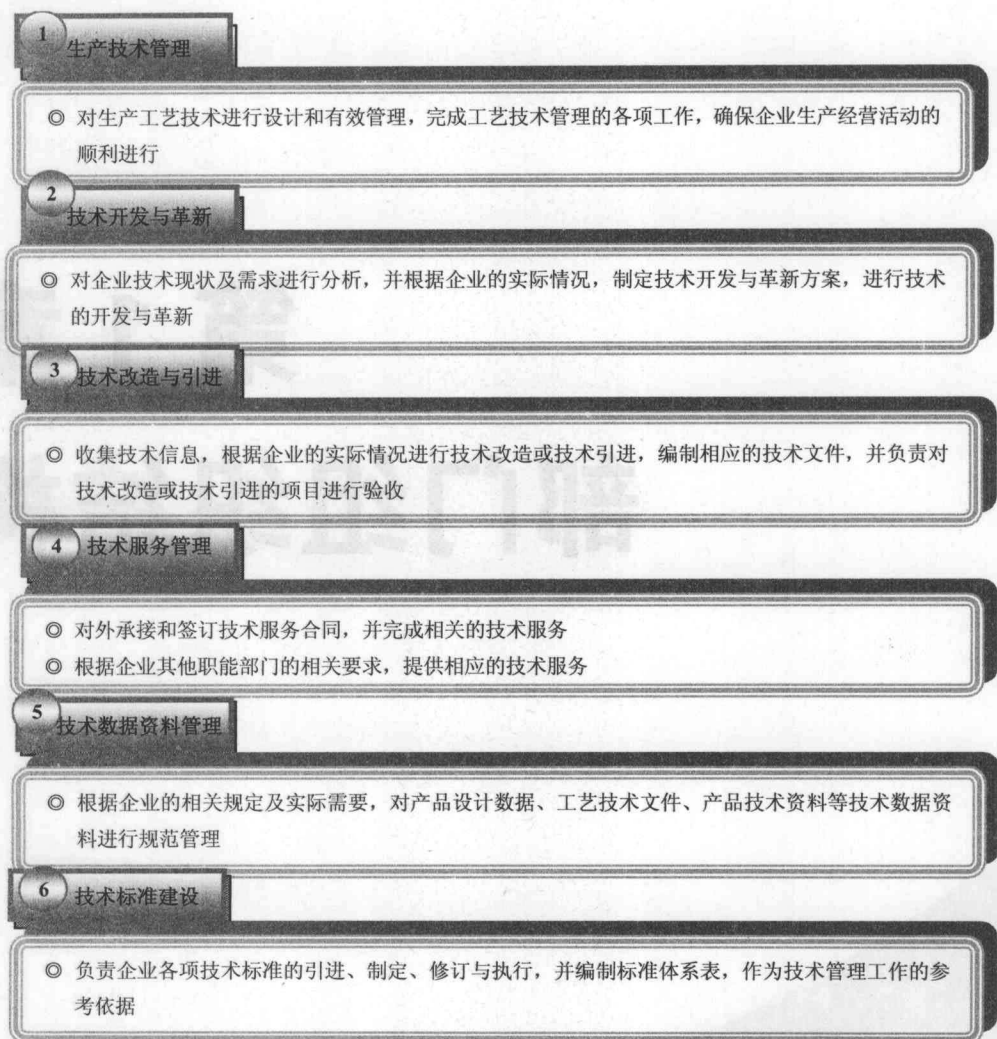 1
生产技术管理
◎ 对生产工艺技术进行设计和有效管理，完成工艺技术管理的各项工作，确保企业生产经营活动的
顺利进行
2
技术开发与革新
◎ 对企业技术现状及需求进行分析，并根据企业的实际情况，制定技术开发与革新方案，进行技术
的开发与革新
3
技术改造与引进
◎ 收集技术信息，根据企业的实际情况进行技术改造或技术引进，编制相应的技术文件，并负责对
技术改造或技术引进的项目进行验收
4
技术服务管理
◎ 对外承接和签订技术服务合同，并完成相关的技术服务
◎ 根据企业其他职能部门的相关要求，提供相应的技术服务
5
技术数据资料管理
◎ 根据企业的相关规定及实际需要，对产品设计数据、工艺技术文件、产品技术资料等技术数据资
料进行规范管理
6
技术标准建设
◎ 负责企业各项技术标准的引进、制定、修订与执行，并编制标准体系表，作为技术管理工作的参
考依据